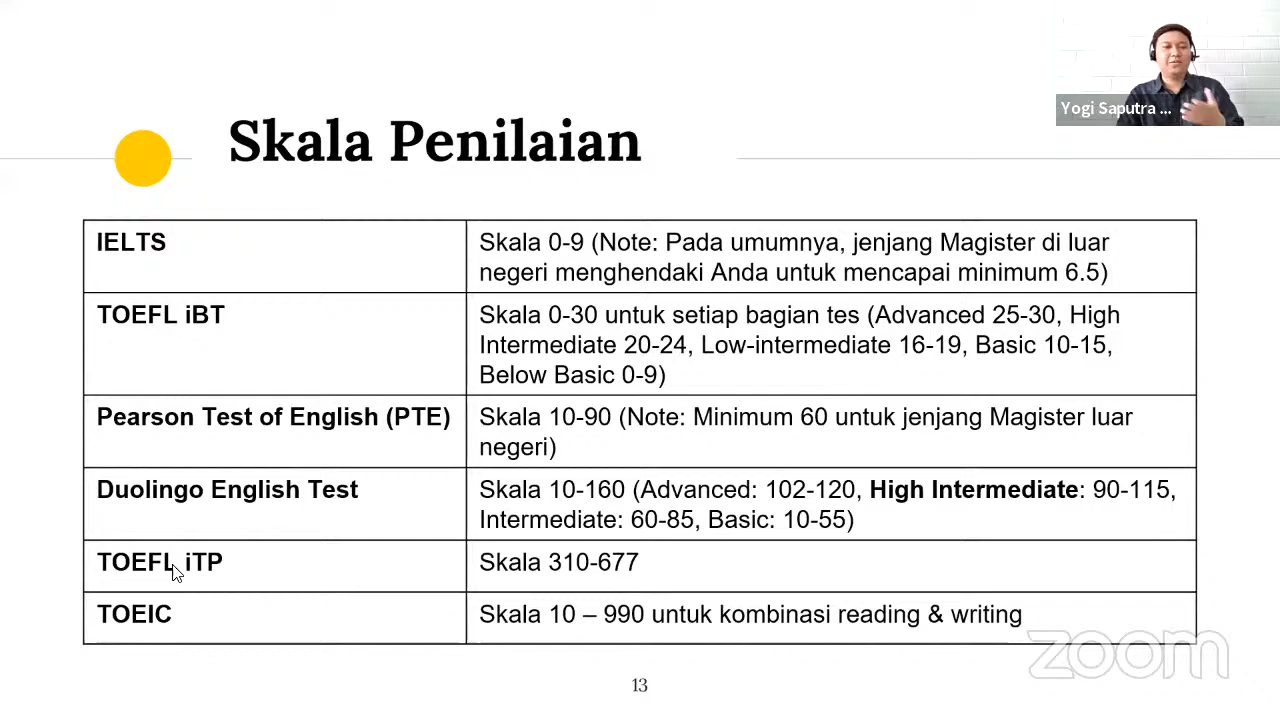 Yogi Saputra ...
Skala Penilaian
IELTS
Skala 0-9 (Note: Pada umumnya, jenjang Magister di luar
negeri menghendaki Anda untuk mencapai minimum 6.5)
TOEFL iBT
Skala 0-30 untuk setiap bagian tes (Advanced 25-30, High
Intermediate 20-24, Low-intermediate 16-19, Basic 10-15,
Below Basic 0-9)
Pearson Test of English (PTE)
Skala 10-90 (Note: Minimum 60 untuk jenjang Magister luar
negeri)
Duolingo English Test
Skala 10-160 (Advanced: 102-120, High Intermediate: 90-115,
Intermediate: 60-85, Basic: 10-55)
TOEFL iTP
Skala 310-677
TOEIC
Skala 10 – 990 untuk kombinasi reading & writing
zoom
13